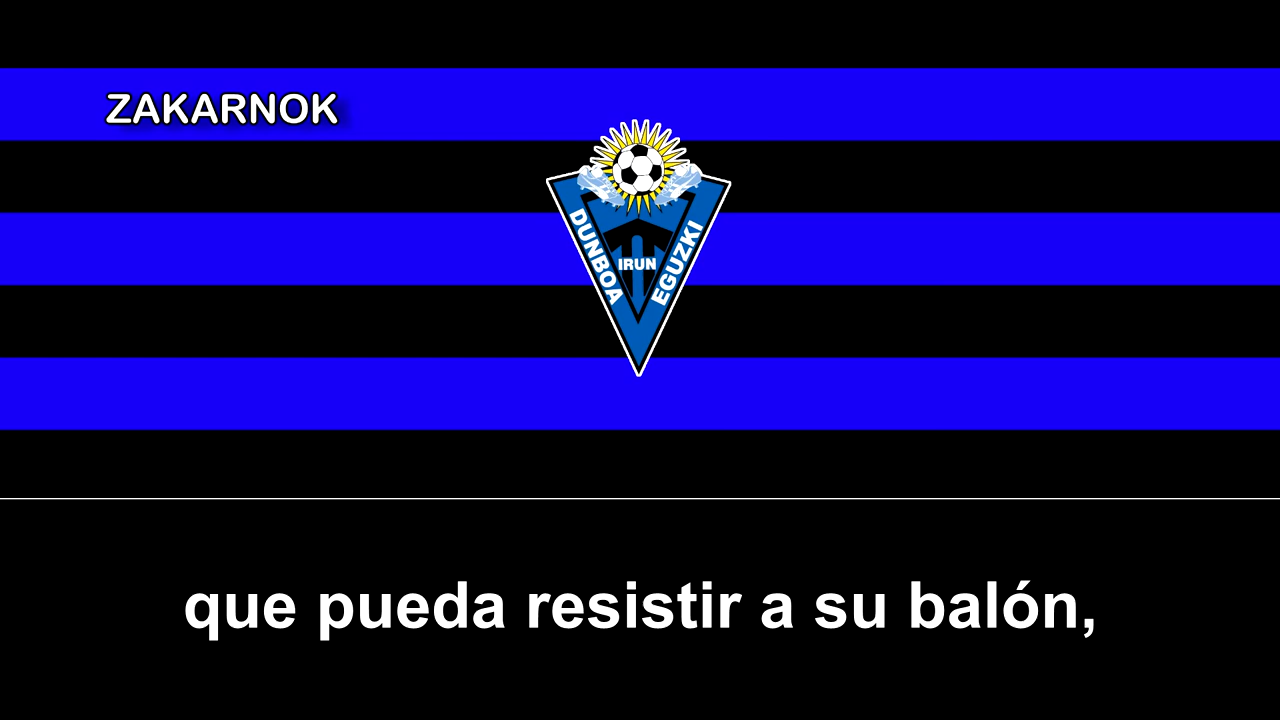 ZAKARNOK
DUNBOA
IRUN
EGUZKI
que pueda resistir a su balón,